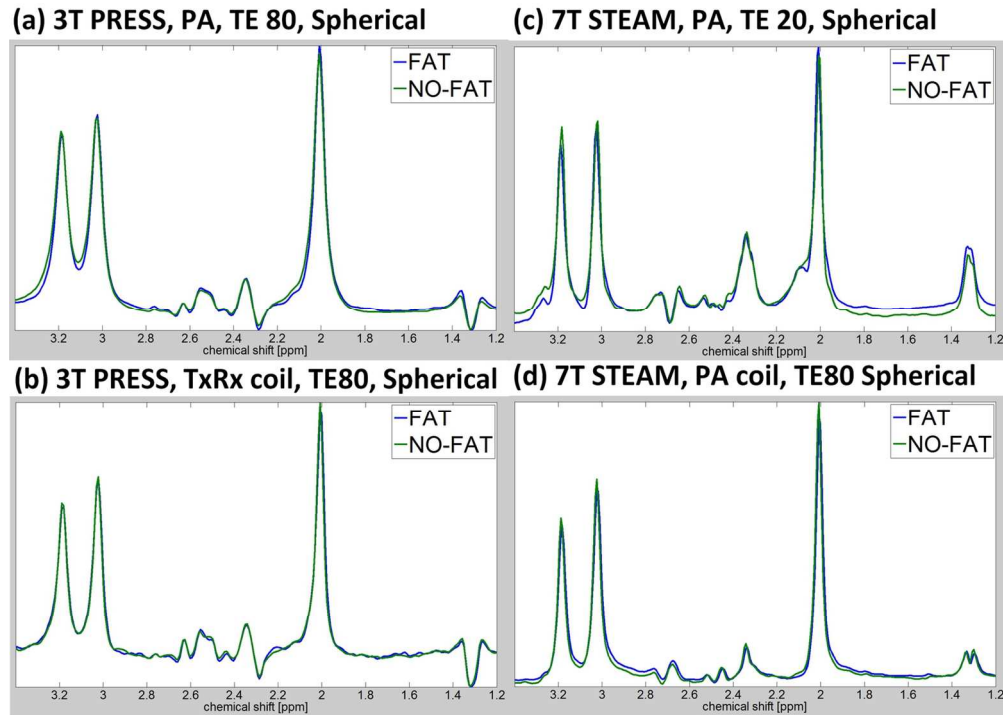 (a) 3T PRESS, PA, TE 80, Spherical
FAT
NO-FAT
3.2 3 2.8 2.6 2.4 2.2 2 1.8 1.6 1.4 1.2
chemical shift [ppm]
(b) 3T PRESS, TxRx coil, TE80, Spherical
FAT
NO-FAT
3.2 3 2.8 2.6 2.4 2.2 2 1.8 1.6 1.4 1.2
chemical shift [ppm]
(c) 7T STEAM, PA, TE 20, Spherical
FAT
NO-FAT
3.2 3 2.8 2.6 2.4 2.2 2 1.8 1.6 1.4 1.2
chemical shift [ppm]
(d) 7T STEAM, PA coil, TE80 Spherical
FAT
NO-FAT
3.2 3 2.8 2.6 2.4 2.2 2 1.8 1.6 1.4 1.2
chemical shift [ppm]